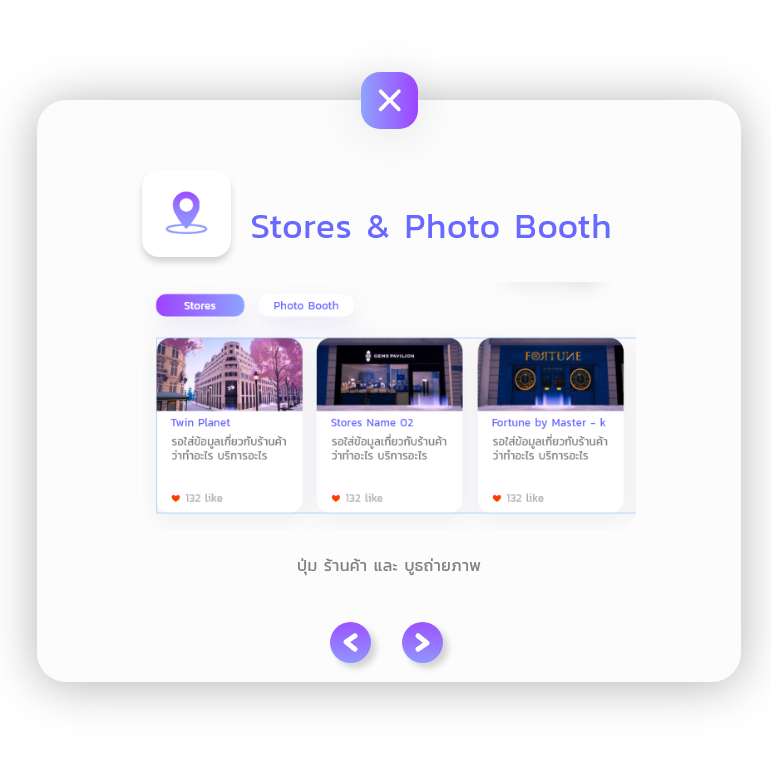 Stores & Photo Booth
Stores
Photo Booth
GEMS PAVILION
FORTUNE
Twin Planet
รอใส่ข้อมูลเกี่ยวกับร้านค้า
ว่าทำอะไร บริการอะไร
132 like
Stores Name 02
รอใส่ข้อมูลเกี่ยวกับร้านค้า
ว่าทำอะไร บริการอะไร
132 like
Fortune by Master - k
รอใส่ข้อมูลเกี่ยวกับร้านค้า
ว่าทำอะไร บริการอะไร
132 like
ปุ่ม ร้านค้า และ บูธถ่ายภาพ